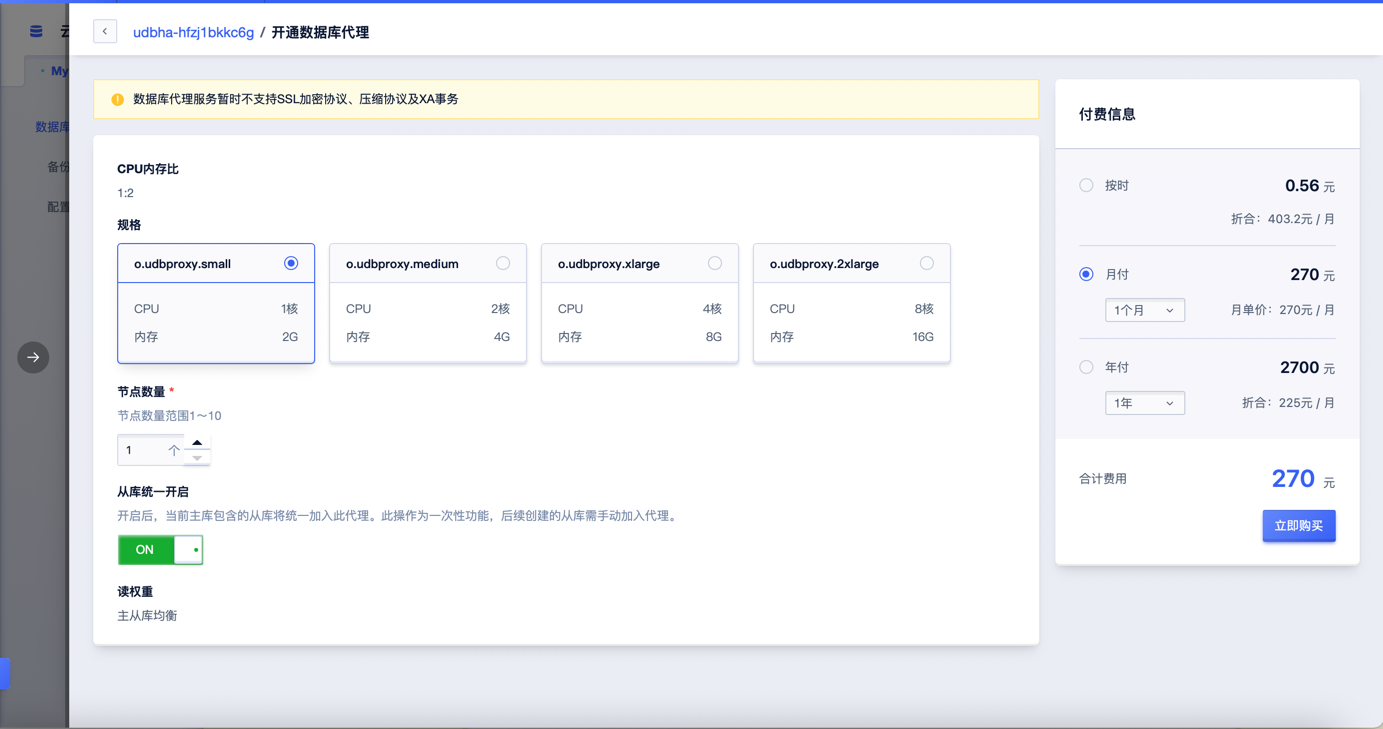 udbha-hfzj1bkkc6g / 开通数据库代理
云
My
数据库
备份
配置
数据库代理服务暂时不支持SSL加密协议、压缩协议及XA事务
CPU内存比
1:2
规格
o.udbproxy.small
CPU 1核
内存 2G
o.udbproxy.medium
CPU 2核
内存 4G
o.udbproxy.xlarge
CPU 4核
内存 8G
o.udbproxy.2xlarge
CPU 8核
内存 16G
节点数量 *
节点数量范围1～10
1 个
从库统一开启
开启后，当前主库包含的从库将统一加入此代理。此操作为一次性功能，后续创建的从库需手动加入代理。
ON
读权重
主从库均衡
付费信息
按时 0.56 元
折合：403.2元 / 月
月付 270 元
1个月 月单价：270元 / 月
年付 2700 元
1年 折合：225元 / 月
合计费用 270 元
立即购买